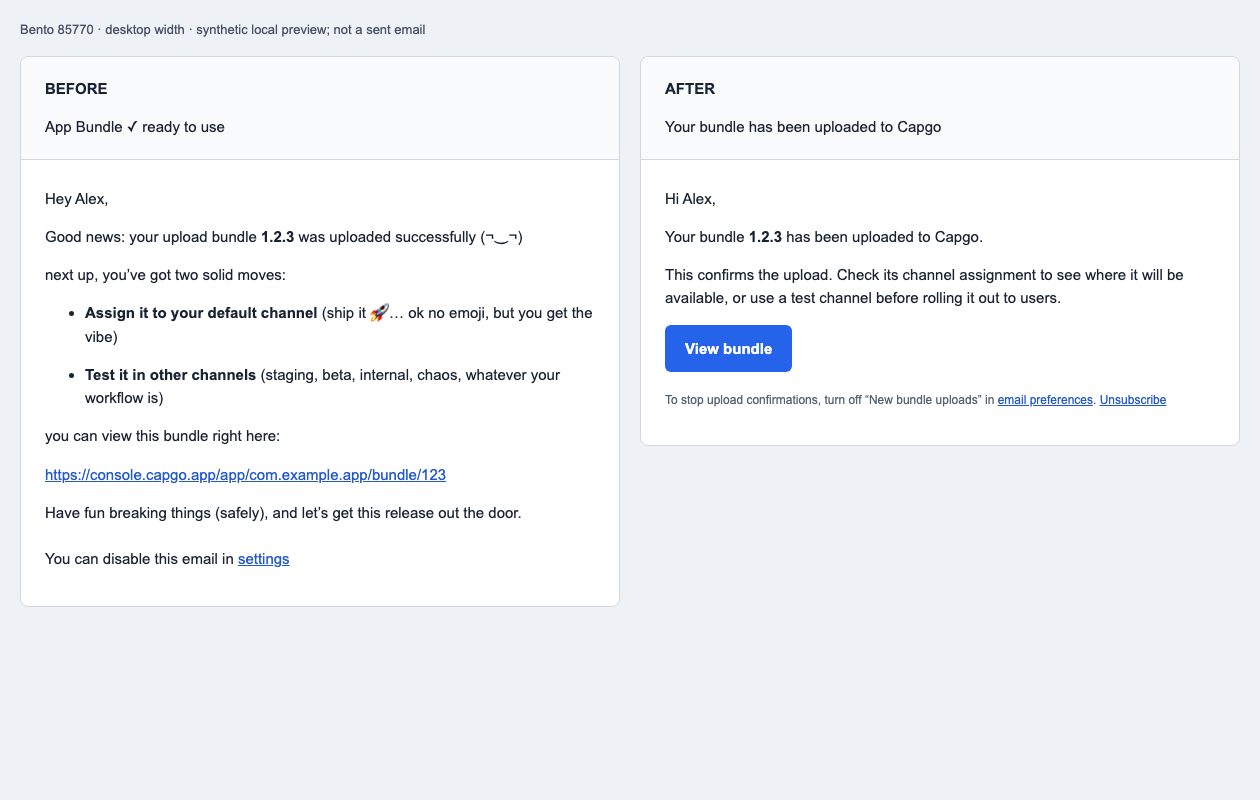 Bento 85770 · desktop width · synthetic local preview; not a sent email
BEFORE
App Bundle ✓ ready to use
Hey Alex,
Good news: your upload bundle 1.2.3 was uploaded successfully (¬‿¬)
next up, you’ve got two solid moves:
• Assign it to your default channel (ship it 🚀… ok no emoji, but you get the
vibe)
• Test it in other channels (staging, beta, internal, chaos, whatever your
workflow is)
you can view this bundle right here:
https://console.capgo.app/app/com.example.app/bundle/123
Have fun breaking things (safely), and let’s get this release out the door.
You can disable this email in settings
AFTER
Your bundle has been uploaded to Capgo
Hi Alex,
Your bundle 1.2.3 has been uploaded to Capgo.
This confirms the upload. Check its channel assignment to see where it will be
available, or use a test channel before rolling it out to users.
View bundle
To stop upload confirmations, turn off “New bundle uploads” in email preferences. Unsubscribe